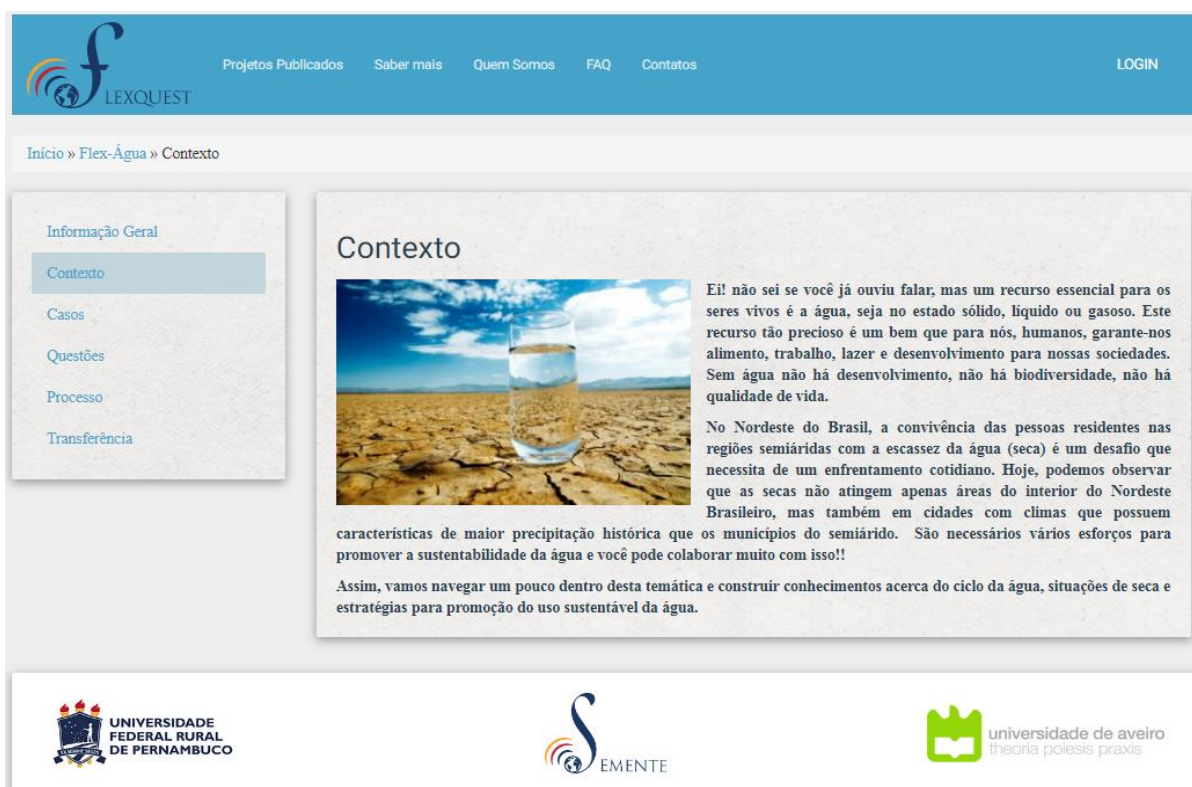 fLEXQUEST
Projetos Publicados
Saber mais
Quem Somos
FAQ
Contatos
LOGIN
Início » Flex-Água » Contexto
Informação Geral
Contexto
Casos
Questões
Processo
Transferência
Contexto
Ei! não sei se você já ouviu falar, mas um recurso essencial para os
seres vivos é a água, seja no estado sólido, líquido ou gasoso. Este
recurso tão precioso é um bem que para nós, humanos, garante-nos
alimento, trabalho, lazer e desenvolvimento para nossas sociedades.
Sem água não há desenvolvimento, não há biodiversidade, não há
qualidade de vida.
No Nordeste do Brasil, a convivência das pessoas residentes nas
regiões semiáridas com a escassez da água (seca) é um desafio que
necessita de um enfrentamento cotidiano. Hoje, podemos observar
que as secas não atingem apenas áreas do interior do Nordeste
Brasileiro, mas também em cidades com climas que possuem
características de maior precipitação histórica que os municípios do semiárido. São necessários vários esforços para
promover a sustentabilidade da água e você pode colaborar muito com isso!!
Assim, vamos navegar um pouco dentro desta temática e construir conhecimentos acerca do ciclo da água, situações de seca e
estratégias para promoção do uso sustentável da água.
UNIVERSIDADE
FEDERAL RURAL
DE PERNAMBUCO
SEMENTE
universidade de aveiro
theoria poiesis praxis